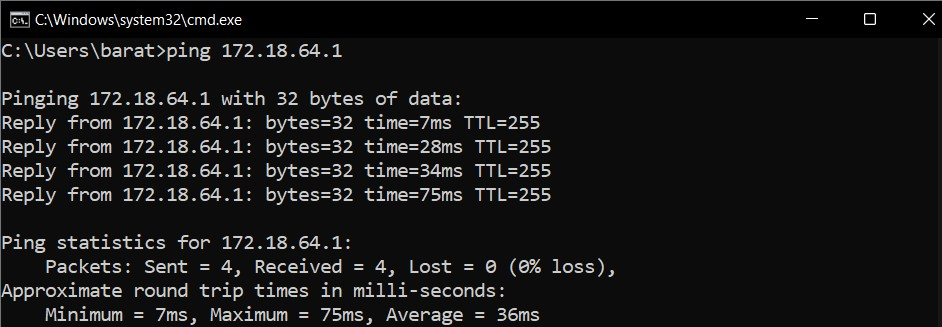 C:\Windows\system32\cmd.exe
C:\Users\barat>ping 172.18.64.1
Pinging 172.18.64.1 with 32 bytes of data:
Reply from 172.18.64.1: bytes=32 time=7ms TTL=255
Reply from 172.18.64.1: bytes=32 time=28ms TTL=255
Reply from 172.18.64.1: bytes=32 time=34ms TTL=255
Reply from 172.18.64.1: bytes=32 time=75ms TTL=255
Ping statistics for 172.18.64.1:
    Packets: Sent = 4, Received = 4, Lost = 0 (0% loss),
Approximate round trip times in milli-seconds:
    Minimum = 7ms, Maximum = 75ms, Average = 36ms